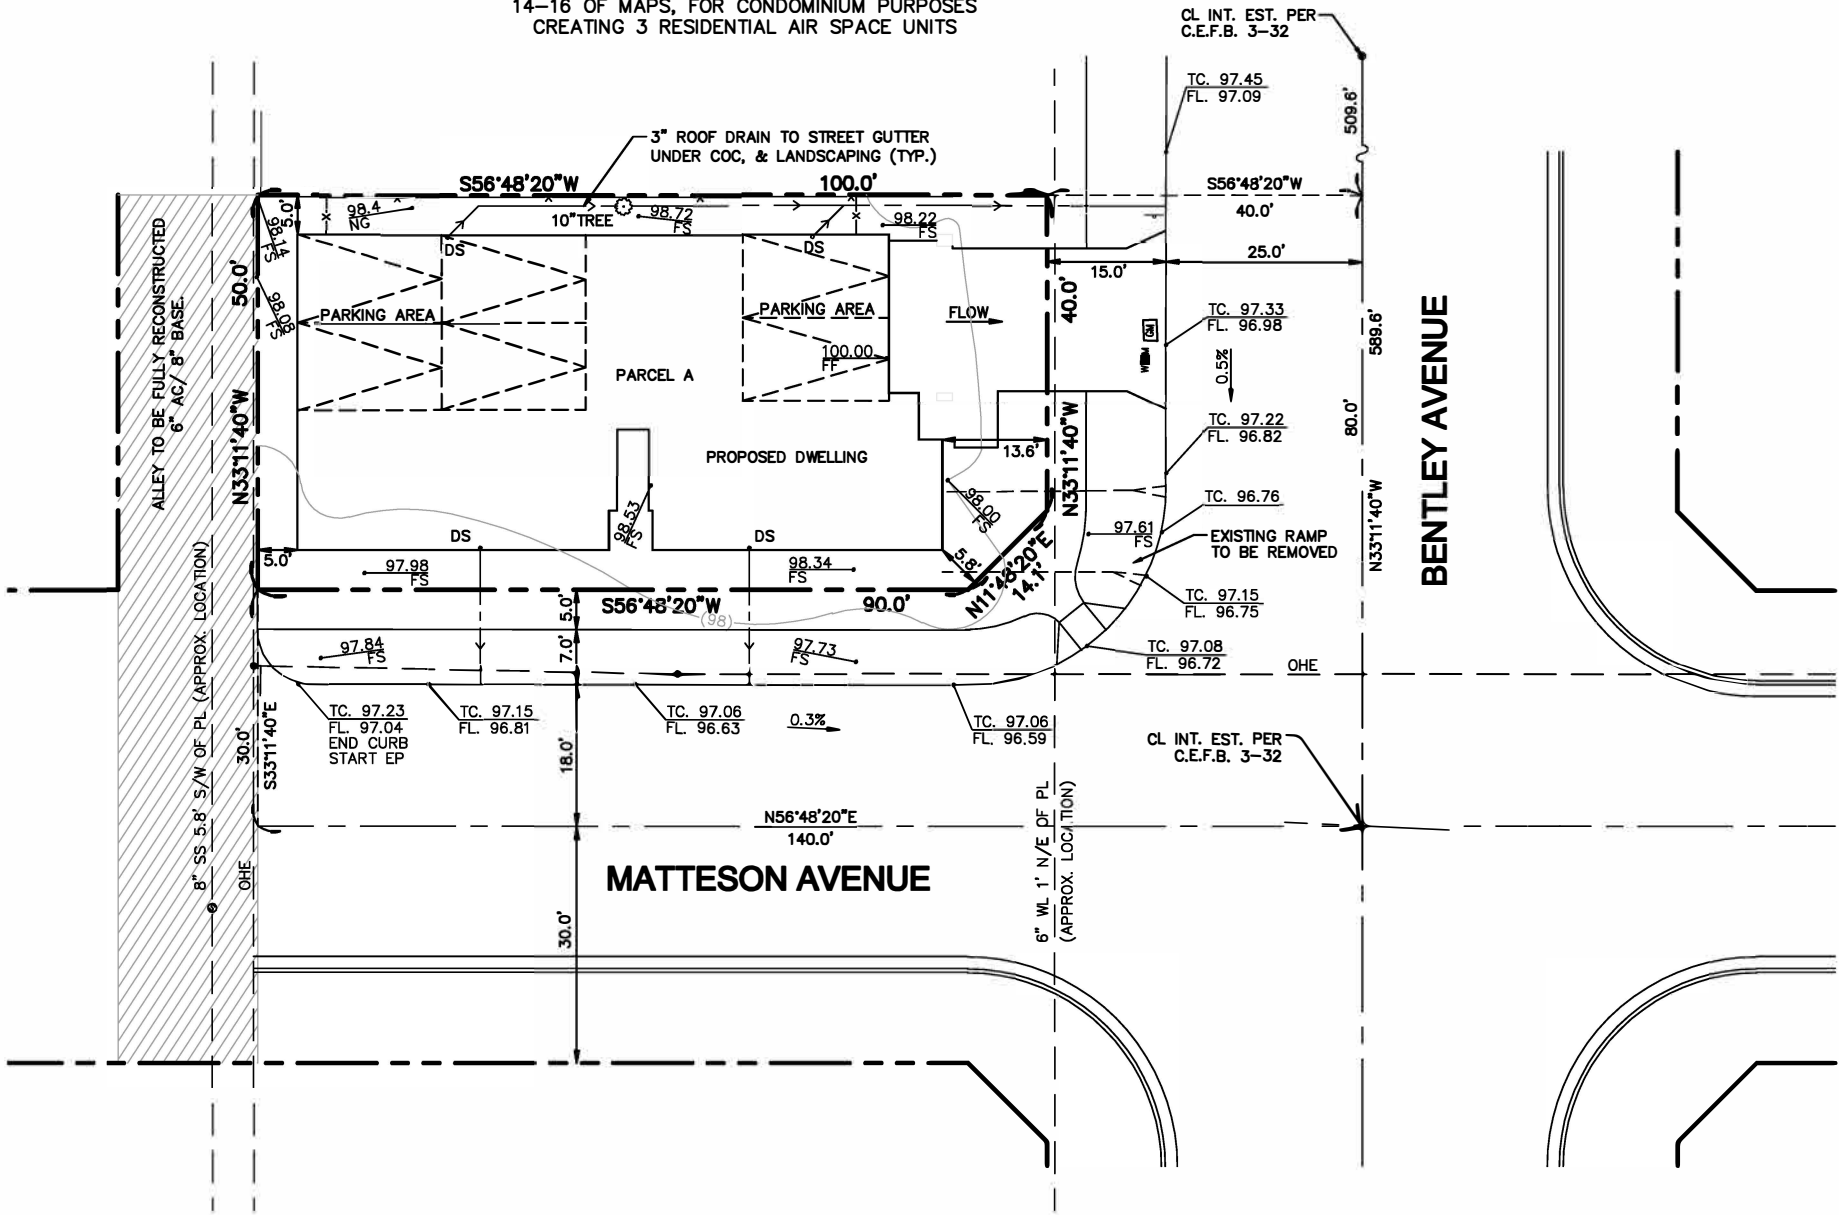 14–16 OF MAPS, FOR CONDOMINIUM PURPOSES
CREATING 3 RESIDENTIAL AIR SPACE UNITS
CL INT. EST. PER
C.E.F.B. 3–32
TC. 97.45
FL. 97.09
509.6'
3" ROOF DRAIN TO STREET GUTTER
UNDER COC, & LANDSCAPING (TYP.)
S56°48'20"W
100.0'
S56°48'20"W
40.0'
25.0'
15.0'
5.0'
98.4
NG
10" TREE
98.72
FS
98.22
FS
98.14
FS
98.08
FS
DS
DS
50.0'
N33°11'40"W
ALLEY TO BE FULLY RECONSTRUCTED
6" AC/ 8" BASE.
PARKING AREA
PARKING AREA
FLOW
40.0'
100.00
FF
PARCEL A
TC. 97.33
FL. 96.98
GM
0.5%
589.6'
BENTLEY AVENUE
TC. 97.22
FL. 96.82
80.0'
N33°11'40"W
13.6'
PROPOSED DWELLING
N33°11'40"W
98.00
FS
98.53
FS
TC. 96.76
97.61
FS
EXISTING RAMP
TO BE REMOVED
DS
DS
5.0'
97.98
FS
98.34
FS
5.8'
N11°48'20"E
14.1'
TC. 97.15
FL. 96.75
S56°48'20"W
90.0'
(98)
5.0'
7.0'
97.84
FS
97.73
FS
TC. 97.08
FL. 96.72
OHE
8" SS 5.8' S/W OF PL (APPROX. LOCATION)
30.0'
S33°11'40"E
TC. 97.23
FL. 97.04
END CURB
START EP
TC. 97.15
FL. 96.81
TC. 97.06
FL. 96.63
0.3%
TC. 97.06
FL. 96.59
18.0'
CL INT. EST. PER
C.E.F.B. 3–32
N56°48'20"E
140.0'
OHE
MATTESON AVENUE
6" WL 1' N/E OF PL
(APPROX. LOCATION)
30.0'